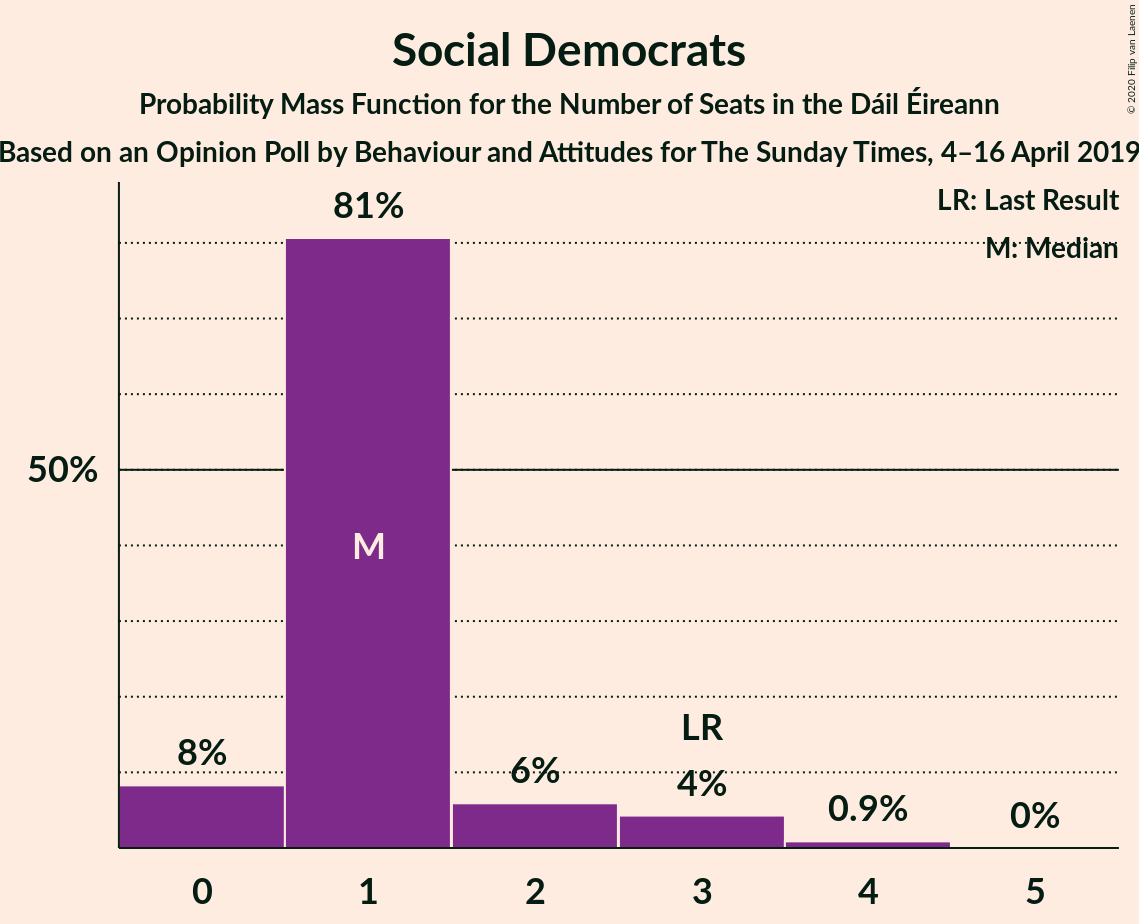 Social Democrats
Probability Mass Function for the Number of Seats in the Dáil Éireann
Based on an Opinion Poll by Behaviour and Attitudes for The Sunday Times, 4–16 April 2019
© 2020 Filip van Laenen
LR: Last Result
M: Median
81%
50%
M
LR
8%
6%
4%
0.9%
0%
0 1 2 3 4 5